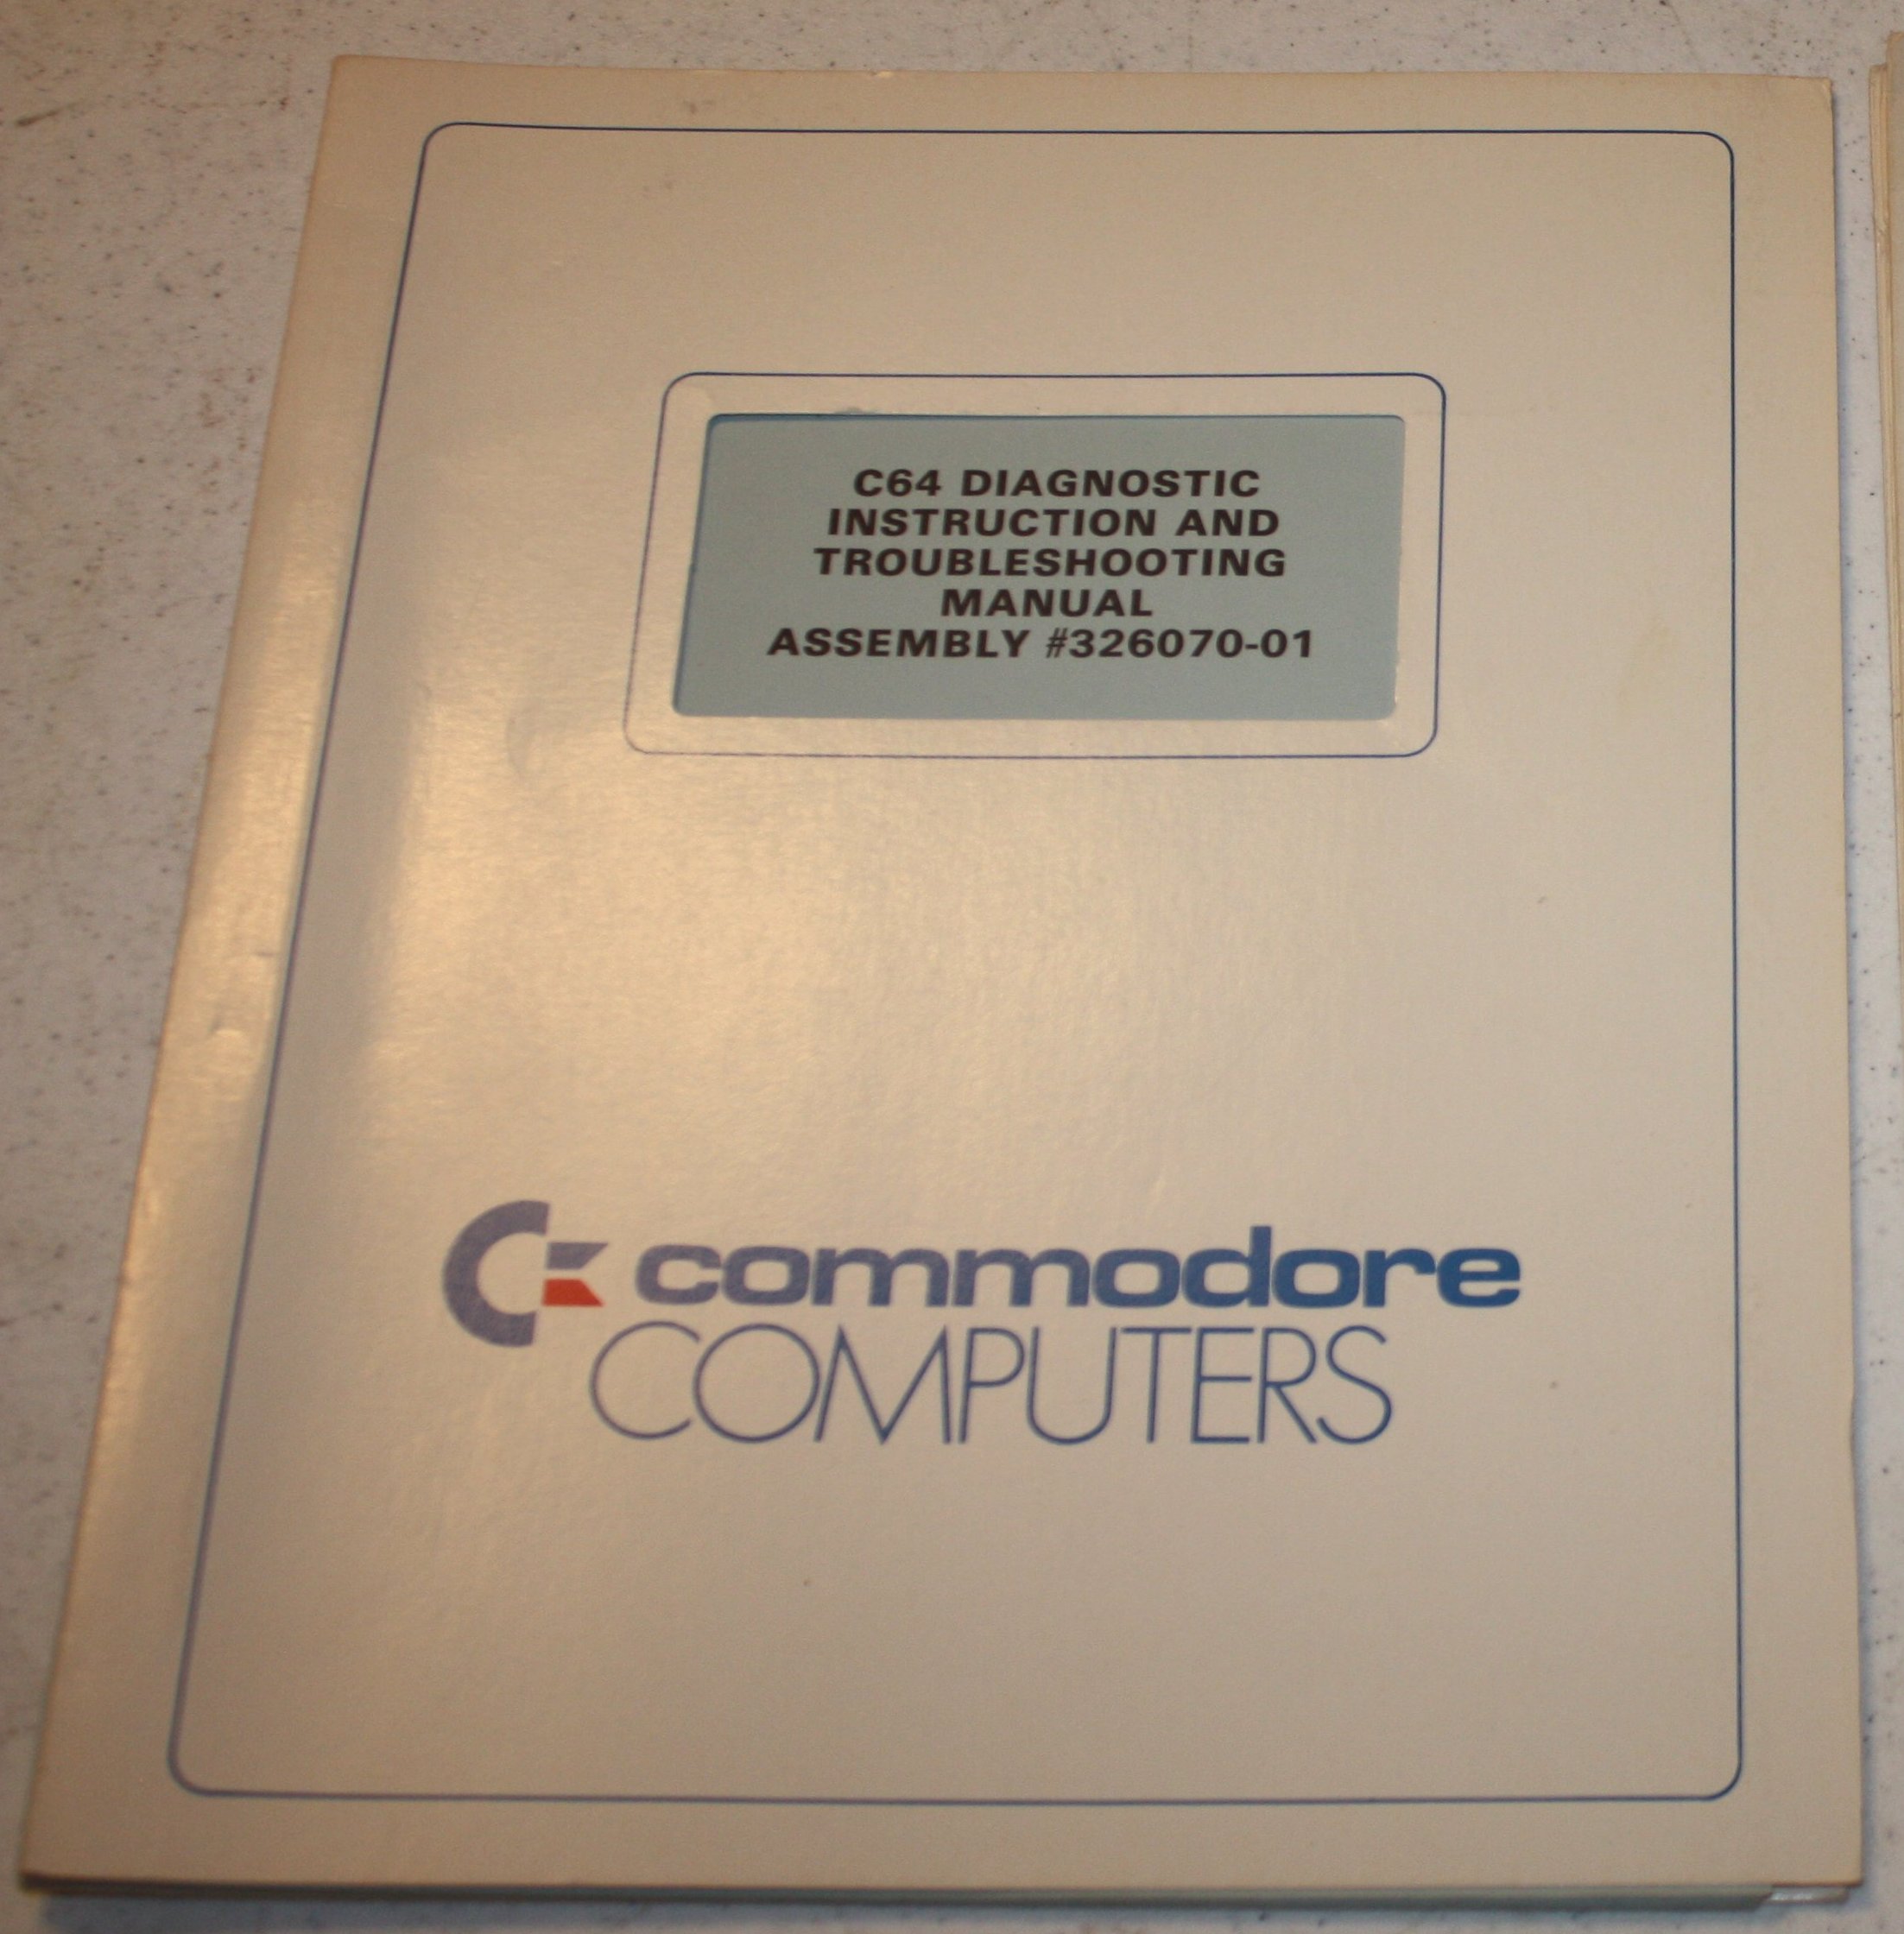 C64 DIAGNOSTIC
INSTRUCTION AND
TROUBLESHOOTING
MANUAL
ASSEMBLY #326070-01
commodore
COMPUTERS